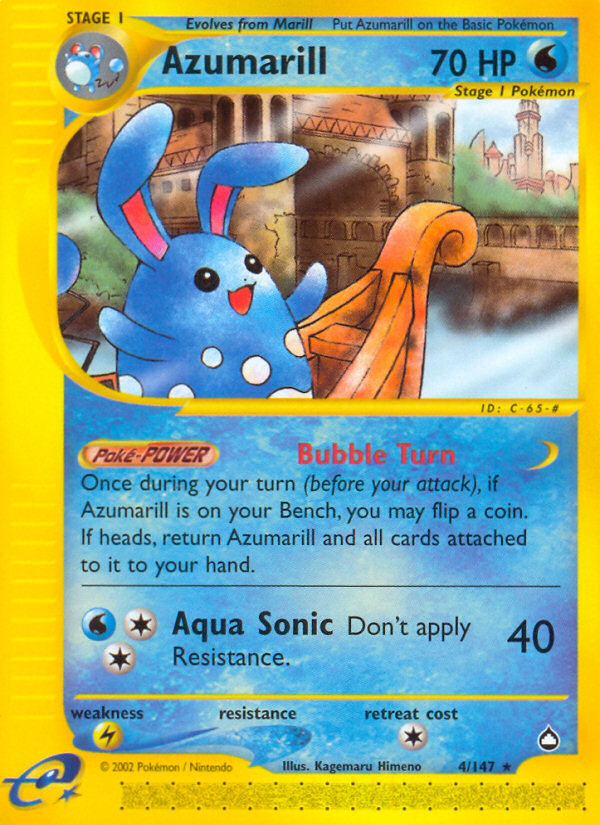 STAGE 1 Evolves from Marill Put Azumarill on the Basic Pokémon
Azumarill 70 HP
Stage 1 Pokémon
ID: C-65-#
Poké-POWER Bubble Turn
Once during your turn (before your attack), if
Azumarill is on your Bench, you may flip a coin.
If heads, return Azumarill and all cards attached
to it to your hand.
Aqua Sonic Don't apply 40
Resistance.
weakness resistance retreat cost
© 2002 Pokémon / Nintendo Illus. Kagemaru Himeno 4/147 ★
e